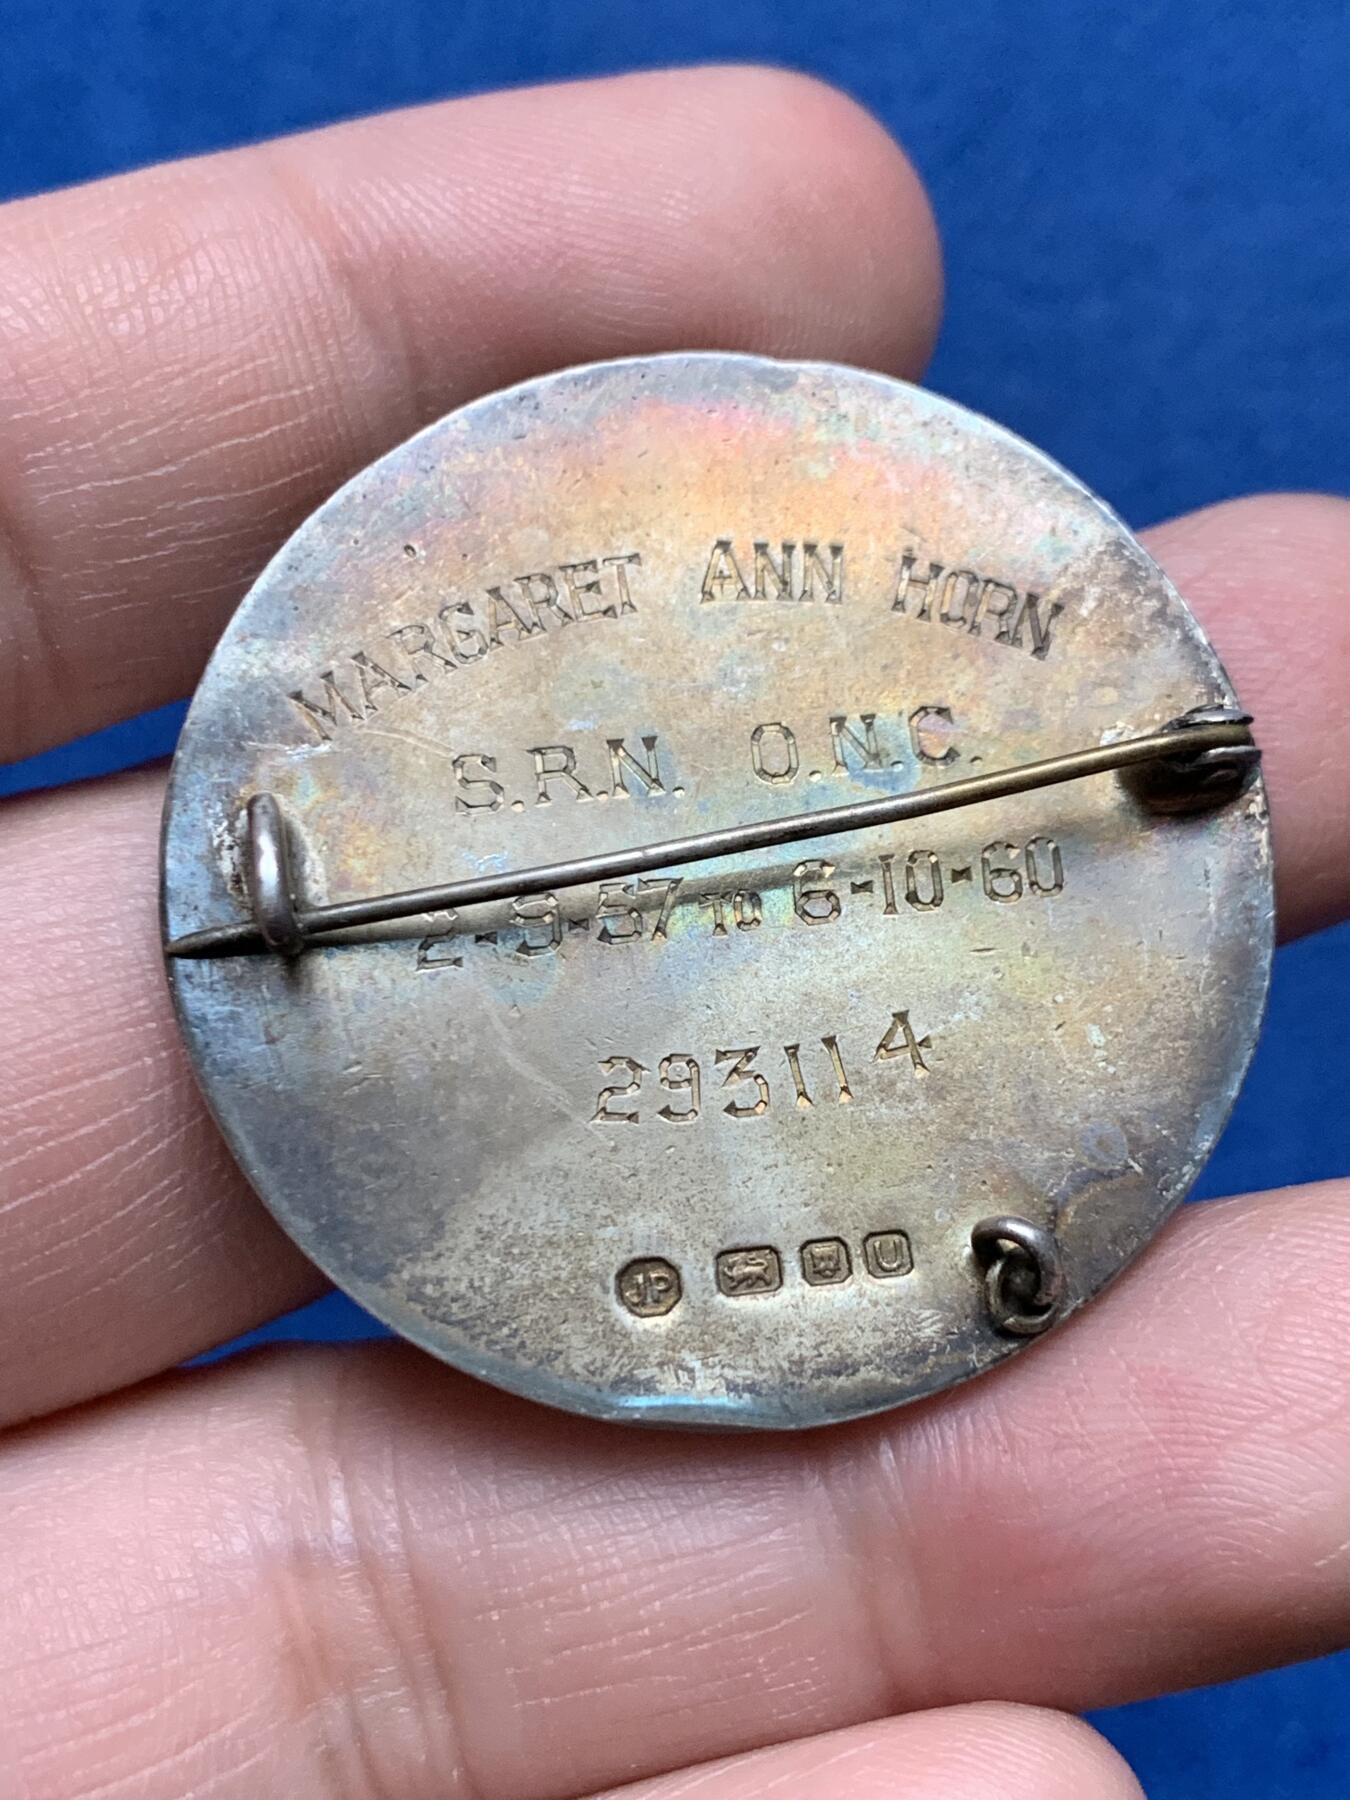 MARGARET ANN HORN
S.R.N. O.N.C.
2-9-57 TO 6-10-60
293114
JP U